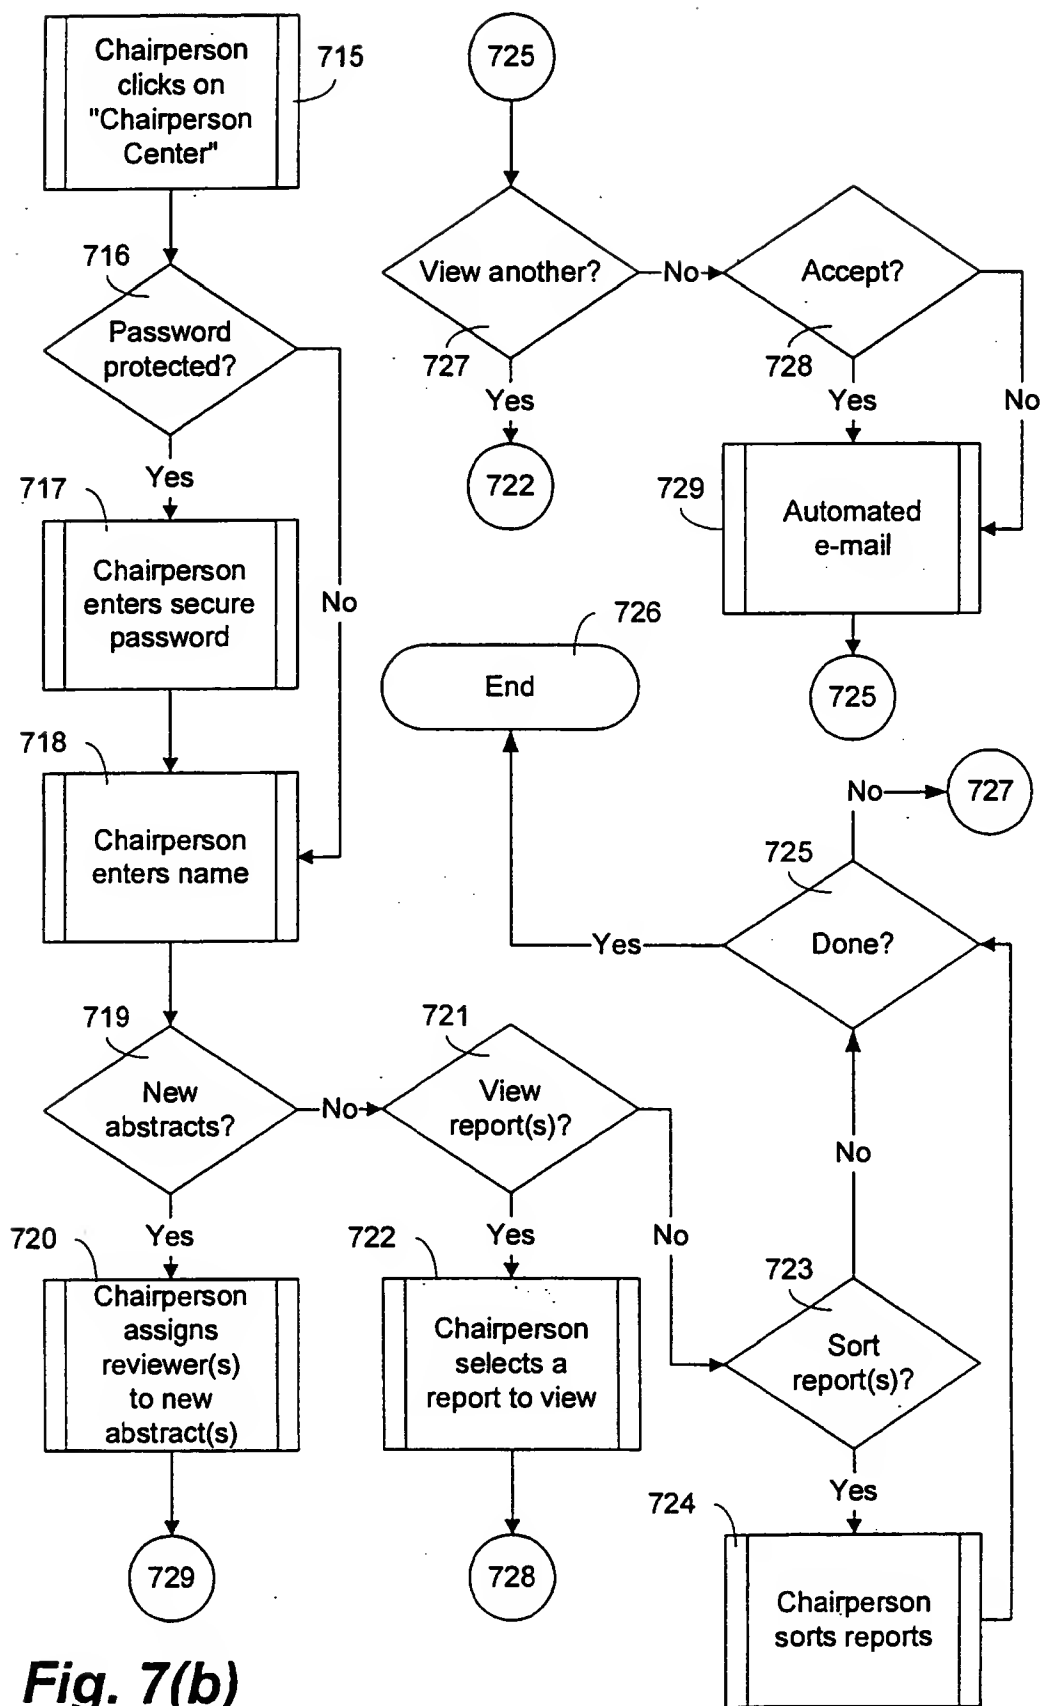 Chairperson
clicks on
"Chairperson
Center"
715
716
Password
protected?
Yes
No
717
Chairperson
enters secure
password
718
Chairperson
enters name
719
New
abstracts?
No
Yes
720
Chairperson
assigns
reviewer(s)
to new
abstract(s)
729
721
View
report(s)?
No
Yes
722
Chairperson
selects a
report to view
728
723
Sort
report(s)?
No
Yes
724
Chairperson
sorts reports
725
Done?
No
727
Yes
726
End
725
View another?
727
No
Yes
722
Accept?
728
No
Yes
729
Automated
e-mail
725
Fig. 7(b)